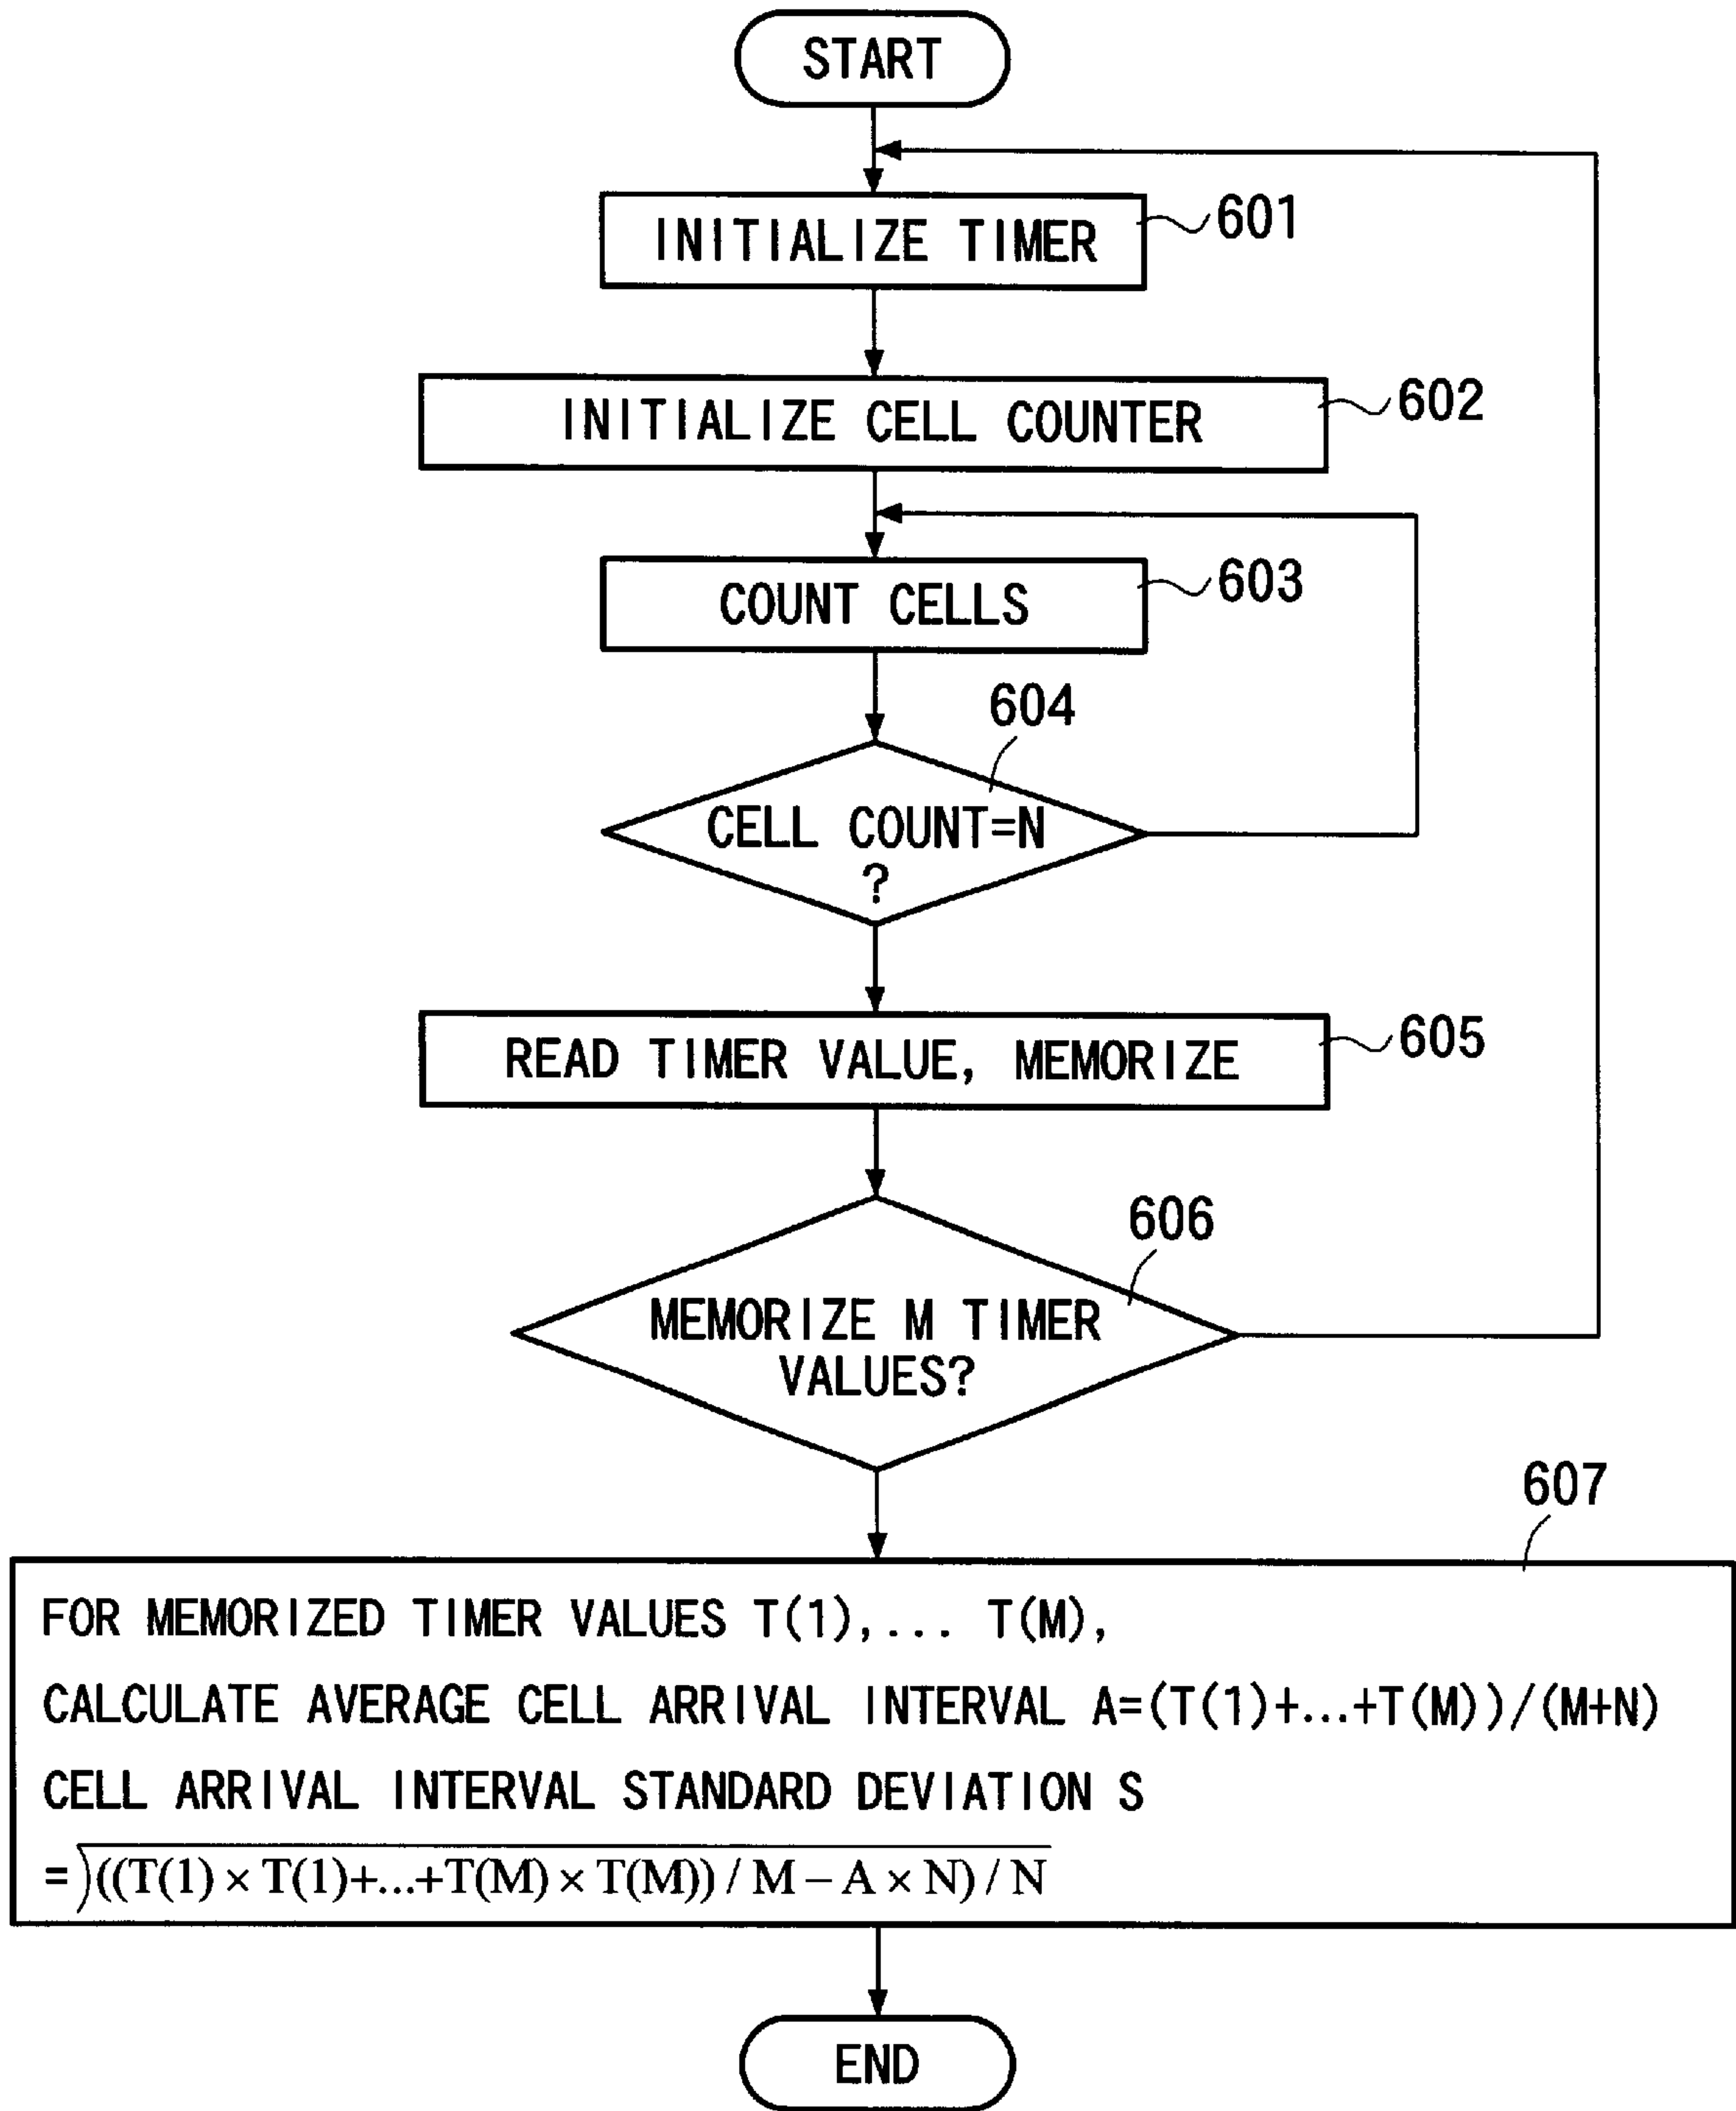 START
INITIALIZE TIMER
601
INITIALIZE CELL COUNTER
602
COUNT CELLS
603
604
CELL COUNT=N
?
READ TIMER VALUE, MEMORIZE
605
606
MEMORIZE M TIMER
VALUES?
607
FOR MEMORIZED TIMER VALUES T(1),... T(M),
CALCULATE AVERAGE CELL ARRIVAL INTERVAL A=(T(1)+...+T(M))/(M+N)
CELL ARRIVAL INTERVAL STANDARD DEVIATION S
=√((T(1)×T(1)+...+T(M)×T(M))/M−A×N)/N
END